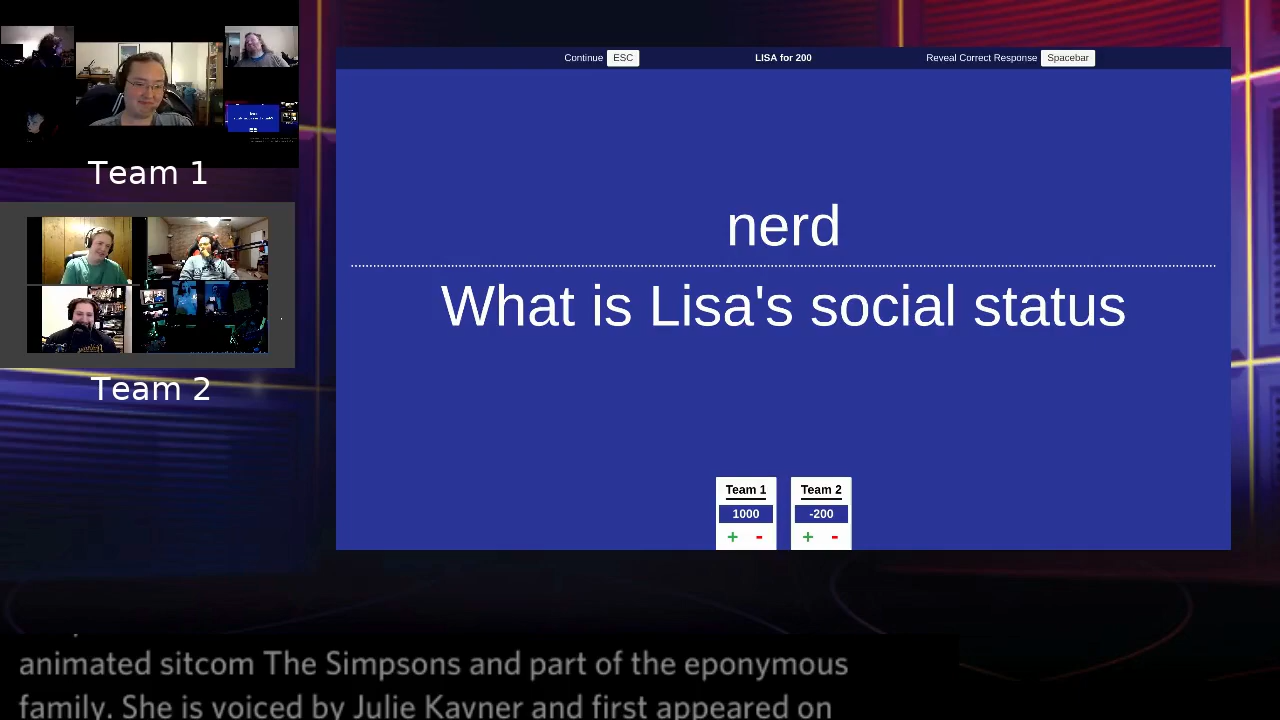 Continue ESC
LISA for 200
Reveal Correct Response Spacebar
Team 1
nerd
What is Lisa's social status
Team 2
Team 1
1000
+ -
Team 2
-200
+ -
animated sitcom The Simpsons and part of the eponymous
family. She is voiced by Julie Kavner and first appeared on